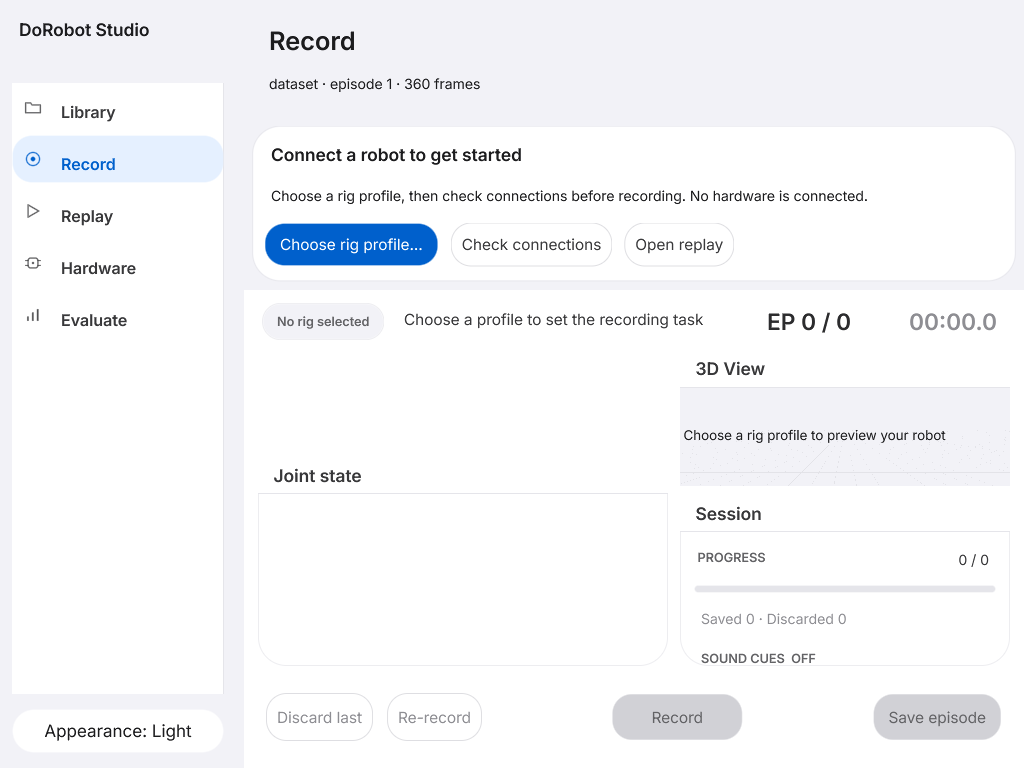 DoRobot Studio
Library
Record
Replay
Hardware
Evaluate
Appearance: Light
Record
dataset · episode 1 · 360 frames
Connect a robot to get started
Choose a rig profile, then check connections before recording. No hardware is connected.
Choose rig profile...
Check connections
Open replay
No rig selected
Choose a profile to set the recording task
EP 0 / 0
00:00.0
3D View
Choose a rig profile to preview your robot
Joint state
Session
PROGRESS
0 / 0
Saved 0 · Discarded 0
SOUND CUES OFF
Discard last
Re-record
Record
Save episode